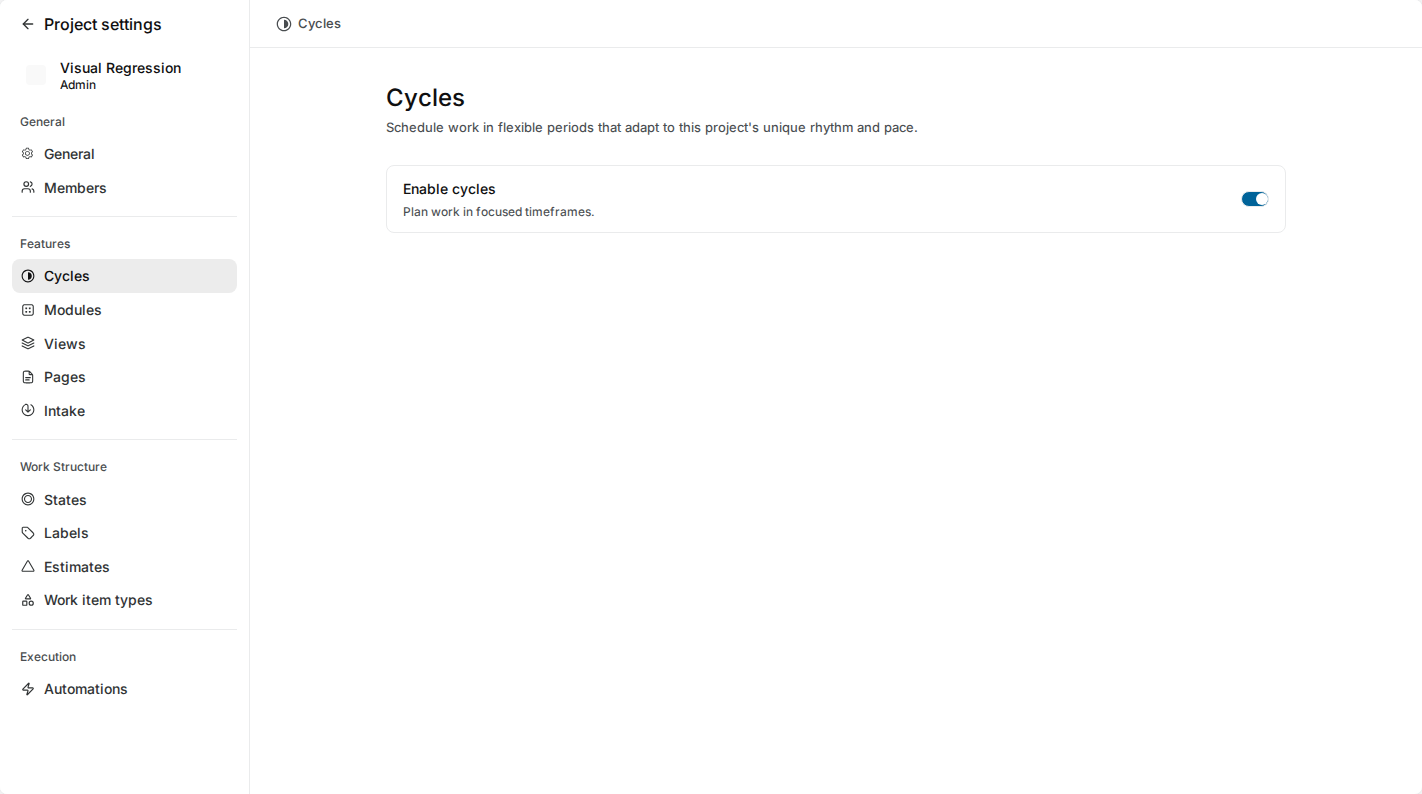 Project settings
Visual Regression
Admin
General
General
Members
Features
Cycles
Modules
Views
Pages
Intake
Work Structure
States
Labels
Estimates
Work item types
Execution
Automations
Cycles
Cycles
Schedule work in flexible periods that adapt to this project's unique rhythm and pace.
Enable cycles
Plan work in focused timeframes.